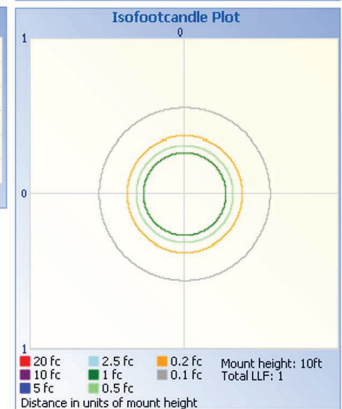 Isofootcandle Plot
0
1
0
1
20 fc 2.5 fc 0.2 fc Mount height: 10ft
10 fc 1 fc 0.1 fc Total LLF: 1
5 fc 0.5 fc
Distance in units of mount height